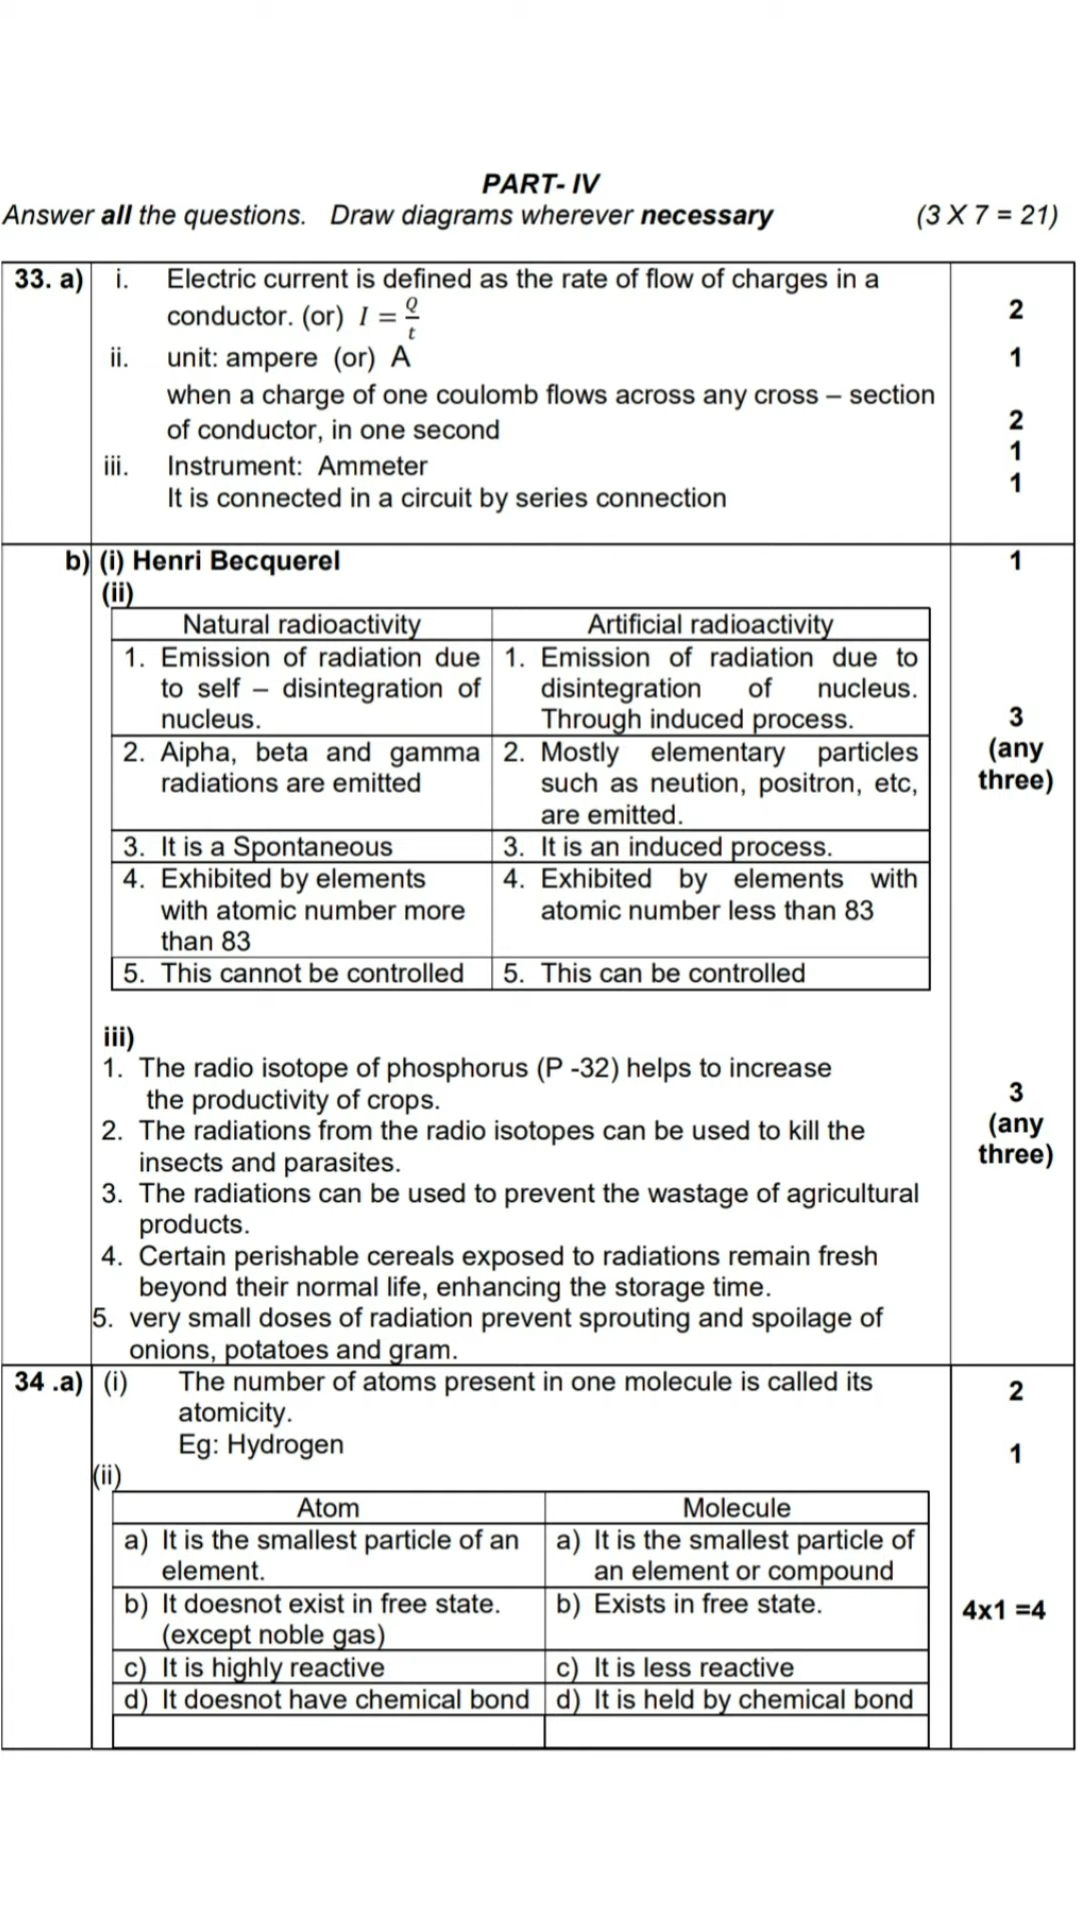 PART- IV
Answer all the questions. Draw diagrams wherever necessary (3 X 7 = 21)
33. a) i. Electric current is defined as the rate of flow of charges in a
conductor. (or) I = Q/t
2
ii. unit: ampere (or) A
1
when a charge of one coulomb flows across any cross – section
of conductor, in one second
2
iii. Instrument: Ammeter
1
It is connected in a circuit by series connection
1
b) (i) Henri Becquerel
1
(ii)
Natural radioactivity
Artificial radioactivity
1. Emission of radiation due
to self – disintegration of
nucleus.
1. Emission of radiation due to
disintegration of nucleus.
Through induced process.
2. Aipha, beta and gamma
radiations are emitted
2. Mostly elementary particles
such as neution, positron, etc,
are emitted.
3. It is a Spontaneous
3. It is an induced process.
4. Exhibited by elements
with atomic number more
than 83
4. Exhibited by elements with
atomic number less than 83
5. This cannot be controlled
5. This can be controlled
3
(any
three)
iii)
1. The radio isotope of phosphorus (P -32) helps to increase
the productivity of crops.
2. The radiations from the radio isotopes can be used to kill the
insects and parasites.
3. The radiations can be used to prevent the wastage of agricultural
products.
4. Certain perishable cereals exposed to radiations remain fresh
beyond their normal life, enhancing the storage time.
5. very small doses of radiation prevent sprouting and spoilage of
onions, potatoes and gram.
3
(any
three)
34 .a) (i) The number of atoms present in one molecule is called its
atomicity.
2
Eg: Hydrogen
1
(ii)
Atom
Molecule
a) It is the smallest particle of an
element.
a) It is the smallest particle of
an element or compound
b) It doesnot exist in free state.
(except noble gas)
b) Exists in free state.
c) It is highly reactive
c) It is less reactive
d) It doesnot have chemical bond
d) It is held by chemical bond
4x1 =4